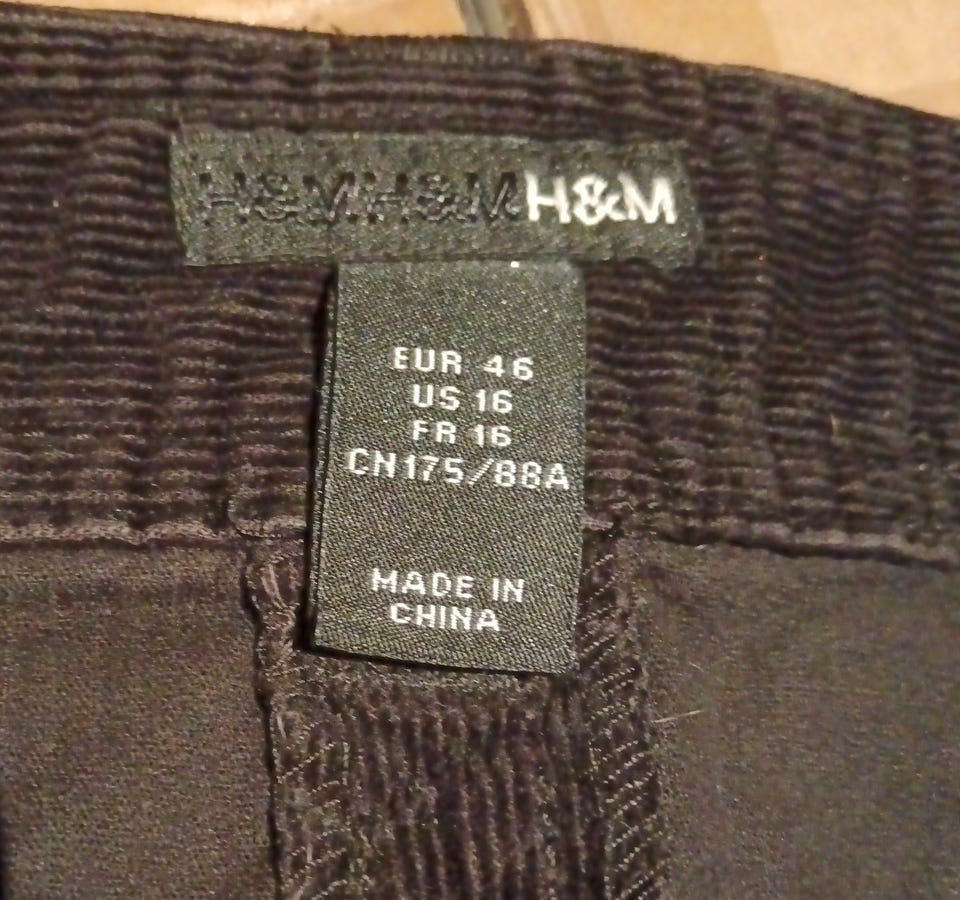 H&MH&MH&M
EUR 46
US 16
FR 16
CN175/88A
MADE IN
CHINA